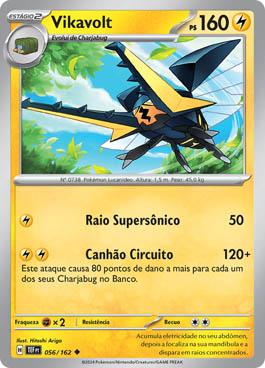 ESTÁGIO 2
Vikavolt
PS 160
Evolui de Charjabug
Nº 0738 Pokémon Lucanídeo. Altura: 1,5 m. Peso: 45,0 kg
Raio Supersônico 50
Canhão Circuito 120+
Este ataque causa 80 pontos de dano a mais para cada um
dos seus Charjabug no Banco.
Fraqueza ×2 Resistência Recuo
Ilust. Hitoshi Ariga
Acumula eletricidade no seu abdômen,
depois a focaliza na sua mandíbula e a
dispara em raios concentrados.
H TEF PT 056/162
©2024 Pokémon/Nintendo/Creatures/GAME FREAK